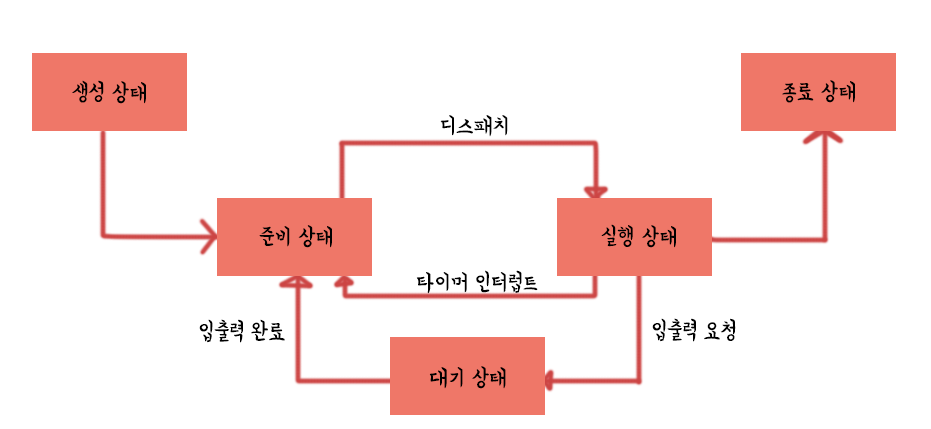 생성 상태
종료 상태
디스패치
준비 상태
실행 상태
타이머 인터럽트
입출력 완료
입출력 요청
대기 상태